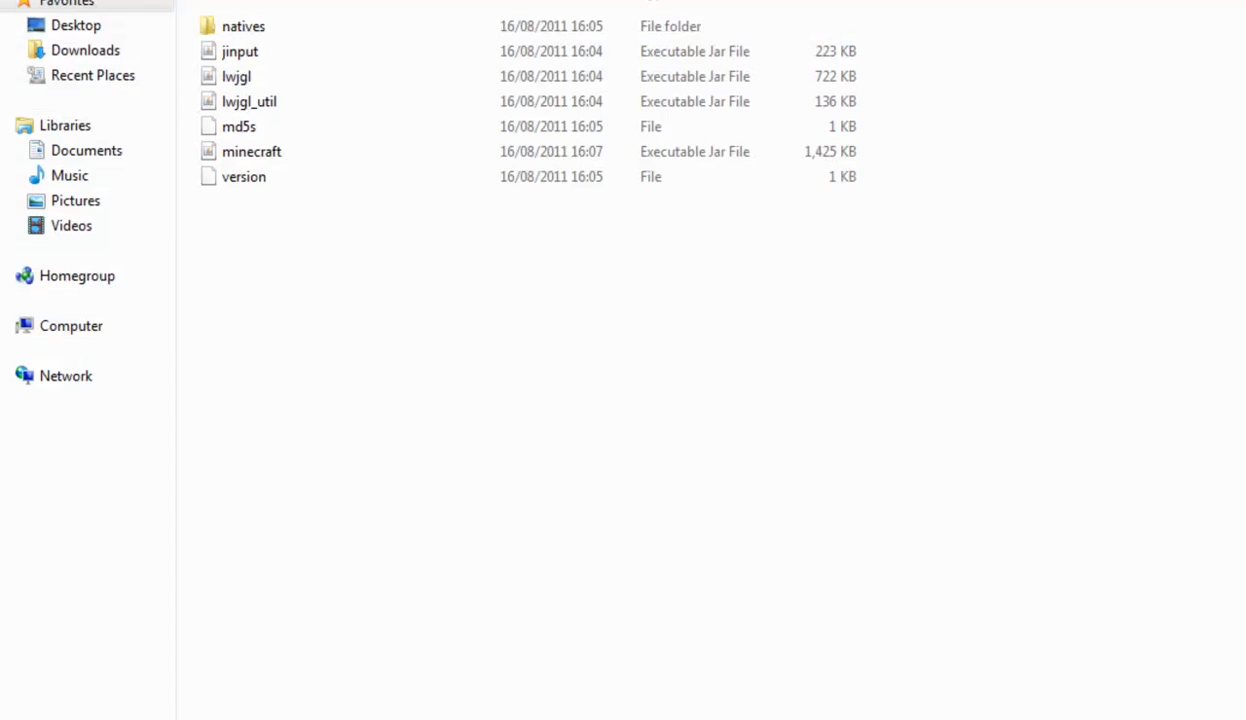 Favorites
Desktop
Downloads
Recent Places
Libraries
Documents
Music
Pictures
Videos
Homegroup
Computer
Network
natives 16/08/2011 16:05 File folder
jinput 16/08/2011 16:04 Executable Jar File 223 KB
lwjgl 16/08/2011 16:04 Executable Jar File 722 KB
lwjgl_util 16/08/2011 16:04 Executable Jar File 136 KB
md5s 16/08/2011 16:05 File 1 KB
minecraft 16/08/2011 16:07 Executable Jar File 1,425 KB
version 16/08/2011 16:05 File 1 KB